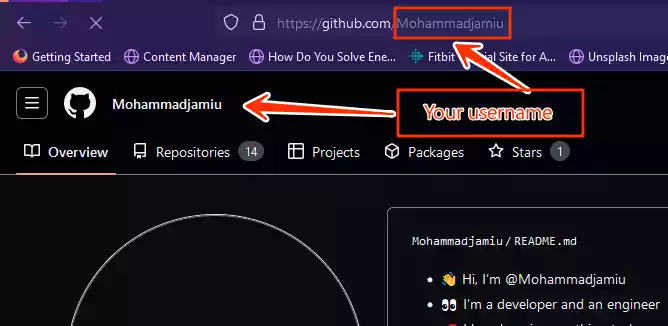 https://github.com/Mohammadjamiu
Getting Started Content Manager How Do You Solve Ene... Fitbit al Site for A... Unsplash Image
Mohammadjamiu
Your username
Overview Repositories 14 Projects Packages Stars 1
Mohammadjamiu / README.md
👋 Hi, I'm @Mohammadjamiu
👀 I'm a developer and an engineer